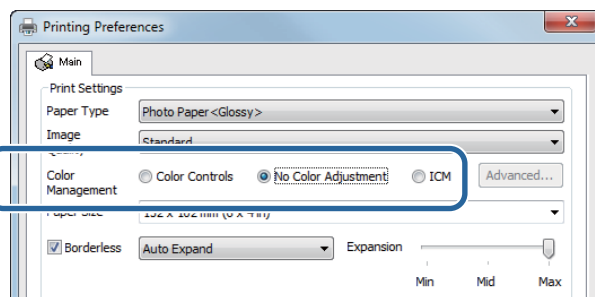 Printing Preferences
Main
Print Settings
Paper Type Photo Paper<Glossy>
Image Standard
Color Management Color Controls No Color Adjustment ICM Advanced...
Paper Size 152 x 102 mm (6 x 4 in)
Borderless Auto Expand Expansion
Min Mid Max